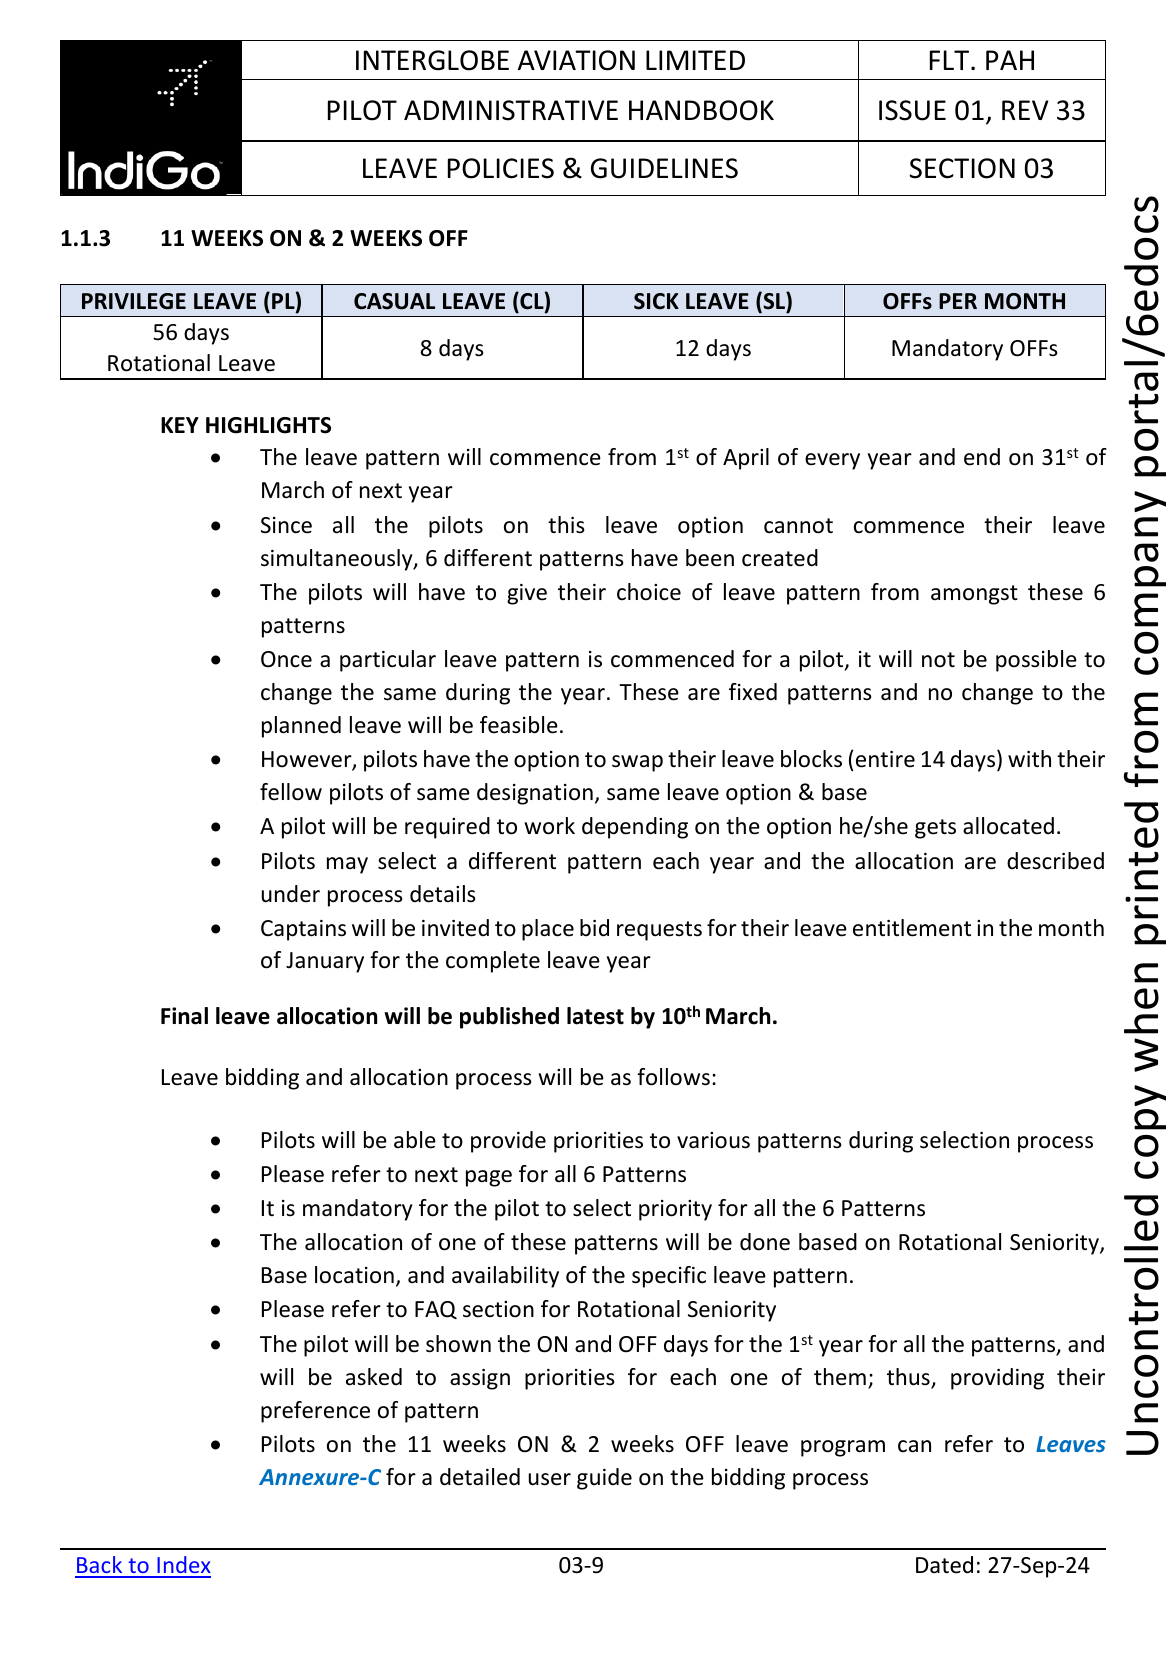 INTERGLOBE AVIATION LIMITED
FLT. PAH
PILOT ADMINISTRATIVE HANDBOOK
ISSUE 01, REV 33
IndiGo
LEAVE POLICIES & GUIDELINES
SECTION 03
1.1.3 11 WEEKS ON & 2 WEEKS OFF
PRIVILEGE LEAVE (PL) CASUAL LEAVE (CL) SICK LEAVE (SL) OFFs PER MONTH
56 days
Rotational Leave
8 days
12 days
Mandatory OFFs
KEY HIGHLIGHTS
• The leave pattern will commence from 1st of April of every year and end on 31st of
March of next year
• Since all the pilots on this leave option cannot commence their leave
simultaneously, 6 different patterns have been created
• The pilots will have to give their choice of leave pattern from amongst these 6
patterns
• Once a particular leave pattern is commenced for a pilot, it will not be possible to
change the same during the year. These are fixed patterns and no change to the
planned leave will be feasible.
• However, pilots have the option to swap their leave blocks (entire 14 days) with their
fellow pilots of same designation, same leave option & base
• A pilot will be required to work depending on the option he/she gets allocated.
• Pilots may select a different pattern each year and the allocation are described
under process details
• Captains will be invited to place bid requests for their leave entitlement in the month
of January for the complete leave year
Final leave allocation will be published latest by 10th March.
Leave bidding and allocation process will be as follows:
• Pilots will be able to provide priorities to various patterns during selection process
• Please refer to next page for all 6 Patterns
• It is mandatory for the pilot to select priority for all the 6 Patterns
• The allocation of one of these patterns will be done based on Rotational Seniority,
Base location, and availability of the specific leave pattern.
• Please refer to FAQ section for Rotational Seniority
• The pilot will be shown the ON and OFF days for the 1st year for all the patterns, and
will be asked to assign priorities for each one of them; thus, providing their
preference of pattern
• Pilots on the 11 weeks ON & 2 weeks OFF leave program can refer to Leaves
Annexure-C for a detailed user guide on the bidding process
Back to Index 03-9 Dated: 27-Sep-24
Uncontrolled copy when printed from company portal/6edocs